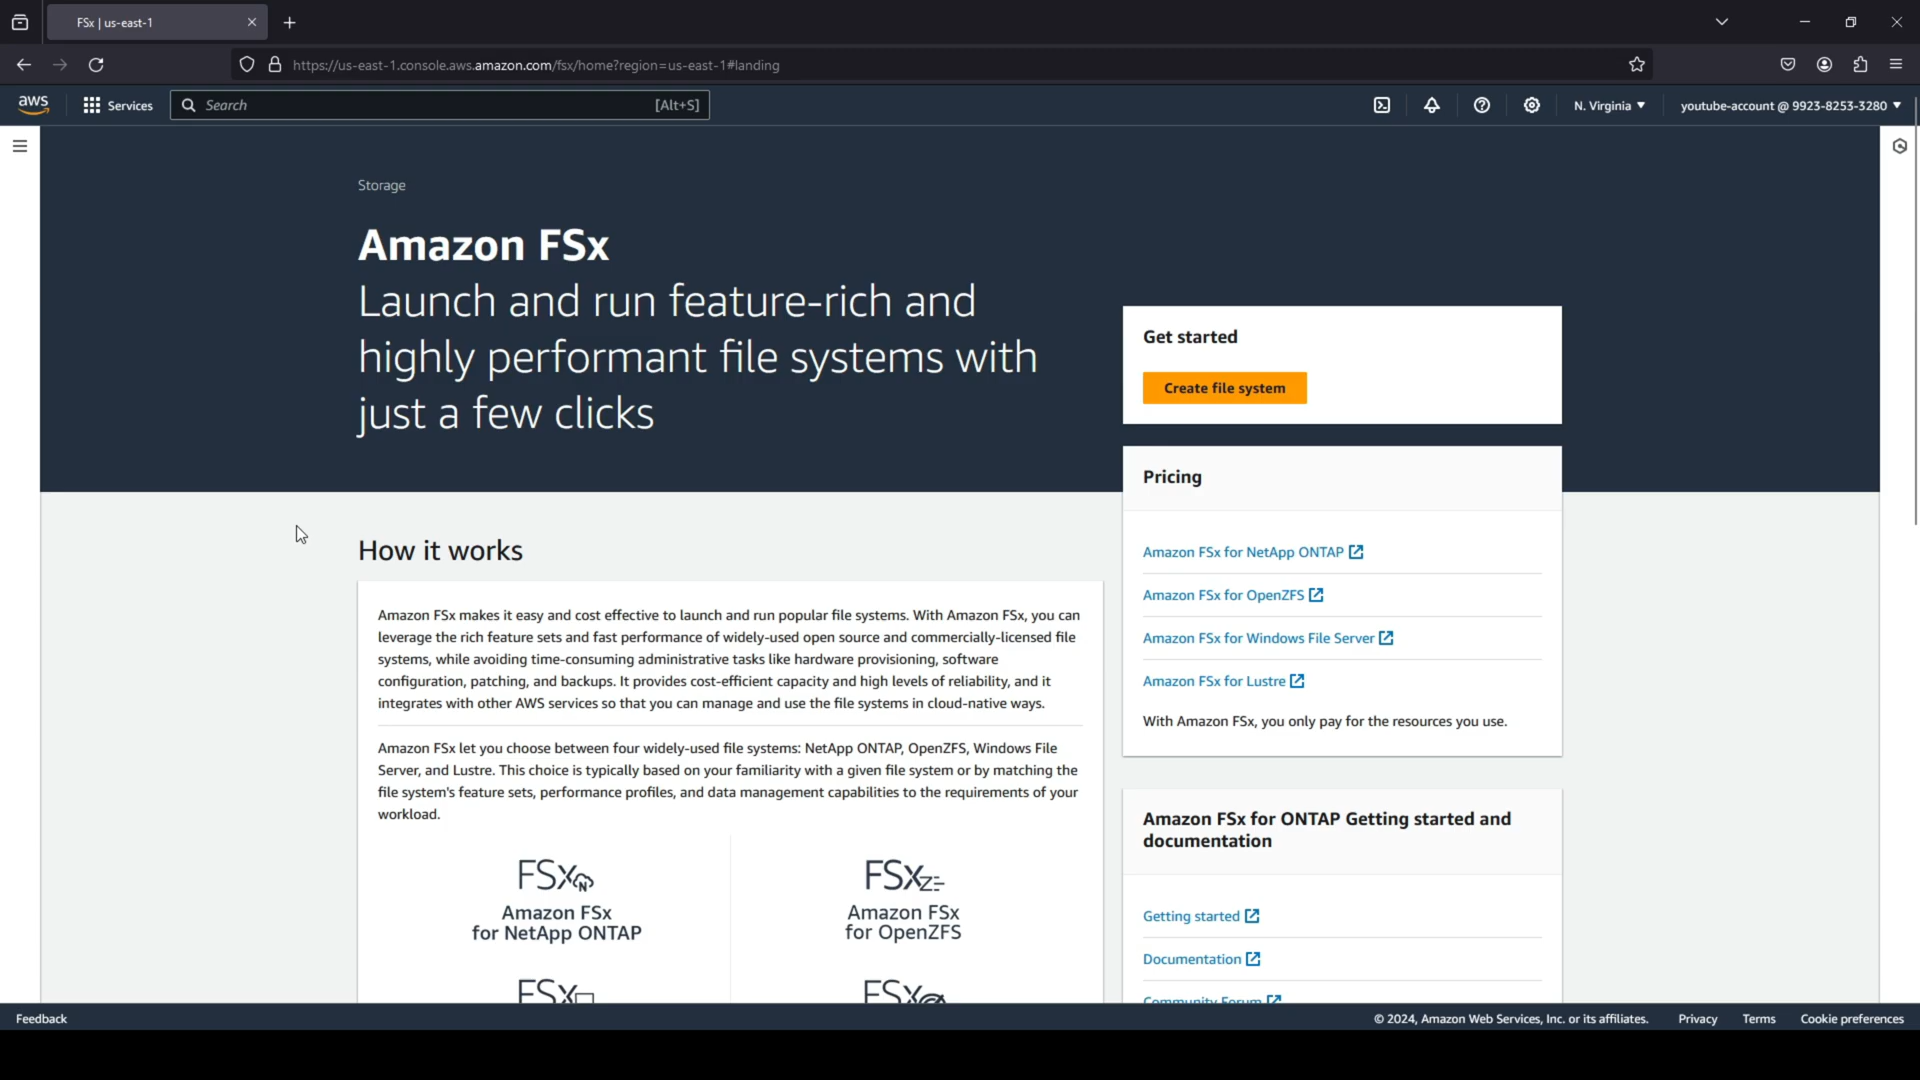 FSx | us-east-1
https://us-east-1.console.aws.amazon.com/fsx/home?region=us-east-1#landing
aws
Services
Search
[Alt+S]
N. Virginia
youtube-account @ 9923-8253-3280
Storage
Amazon FSx
Launch and run feature-rich and
highly performant file systems with
just a few clicks
Get started
Create file system
Pricing
Amazon FSx for NetApp ONTAP
Amazon FSx for OpenZFS
Amazon FSx for Windows File Server
Amazon FSx for Lustre
With Amazon FSx, you only pay for the resources you use.
How it works
Amazon FSx makes it easy and cost effective to launch and run popular file systems. With Amazon FSx, you can
leverage the rich feature sets and fast performance of widely-used open source and commercially-licensed file
systems, while avoiding time-consuming administrative tasks like hardware provisioning, software
configuration, patching, and backups. It provides cost-efficient capacity and high levels of reliability, and it
integrates with other AWS services so that you can manage and use the file systems in cloud-native ways.
Amazon FSx let you choose between four widely-used file systems: NetApp ONTAP, OpenZFS, Windows File
Server, and Lustre. This choice is typically based on your familiarity with a given file system or by matching the
file system's feature sets, performance profiles, and data management capabilities to the requirements of your
workload.
FSx N
Amazon FSx
for NetApp ONTAP
FSx Z
Amazon FSx
for OpenZFS
FSx
FSx
Amazon FSx for ONTAP Getting started and
documentation
Getting started
Documentation
Community Forum
Feedback
© 2024, Amazon Web Services, Inc. or its affiliates.
Privacy
Terms
Cookie preferences